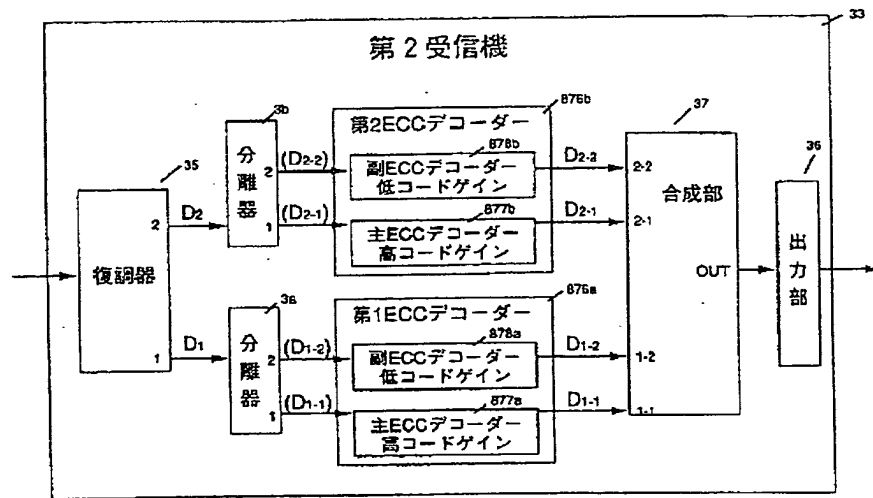 33
第2受信機
876b
3b
第2ECCデコーダー
37
分離器
878b
36
35
(D2-2)
副ECCデコーダー
低コードゲイン
D2-2
2-2
合成部
2
D2
2
(D2-1)
877b
D2-1
1
主ECCデコーダー
高コードゲイン
2-1
出力部
復調器
OUT
876a
3a
第1ECCデコーダー
1
D1
分離器
878a
(D1-2)
副ECCデコーダー
低コードゲイン
D1-2
1-2
2
(D1-1)
877a
D1-1
1
主ECCデコーダー
高コードゲイン
1-1